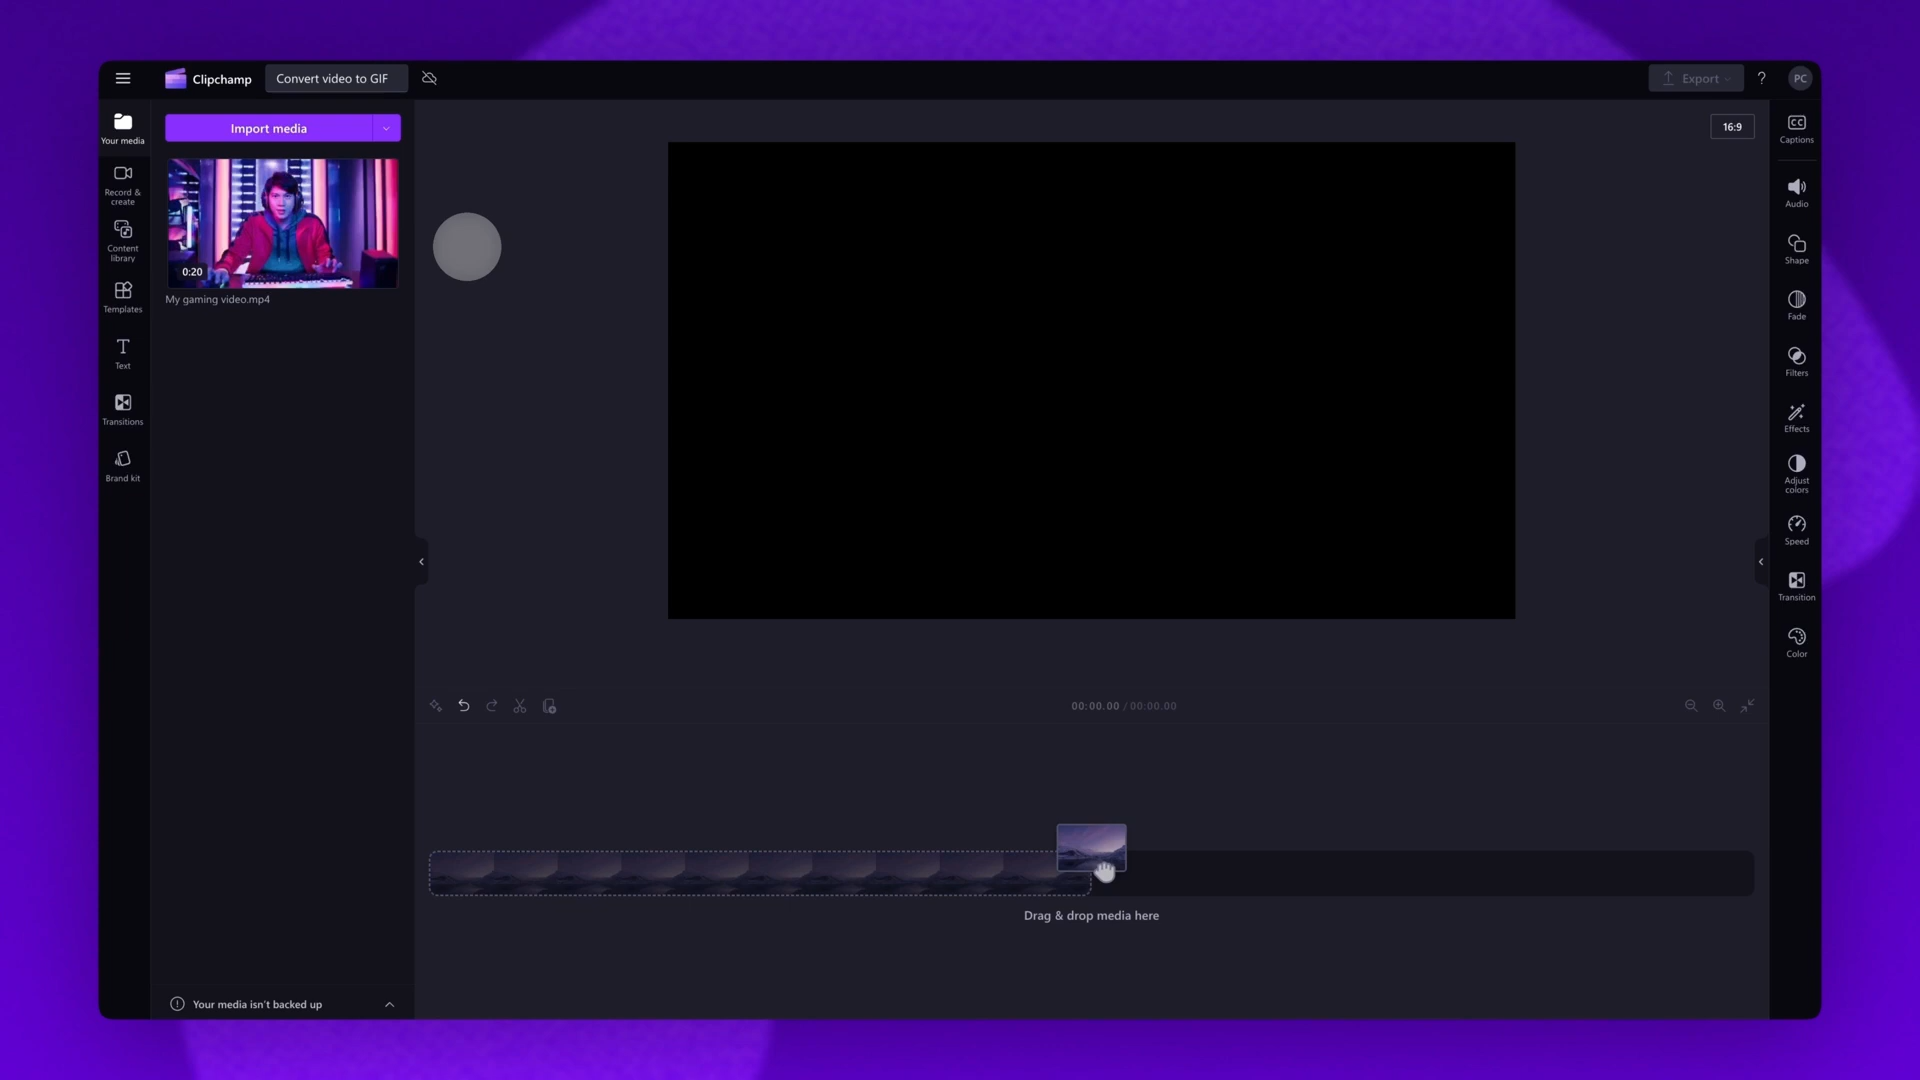 Clipchamp
Convert video to GIF
Export
?
PC
Your media
Record &
create
Content
library
Templates
Text
Transitions
Brand kit
Import media
0:20
My gaming video.mp4
16:9
CC
Captions
Audio
Shape
Fade
Filters
Effects
Adjust
colors
Speed
Transition
Color
00:00.00 / 00:00.00
Drag & drop media here
Your media isn't backed up